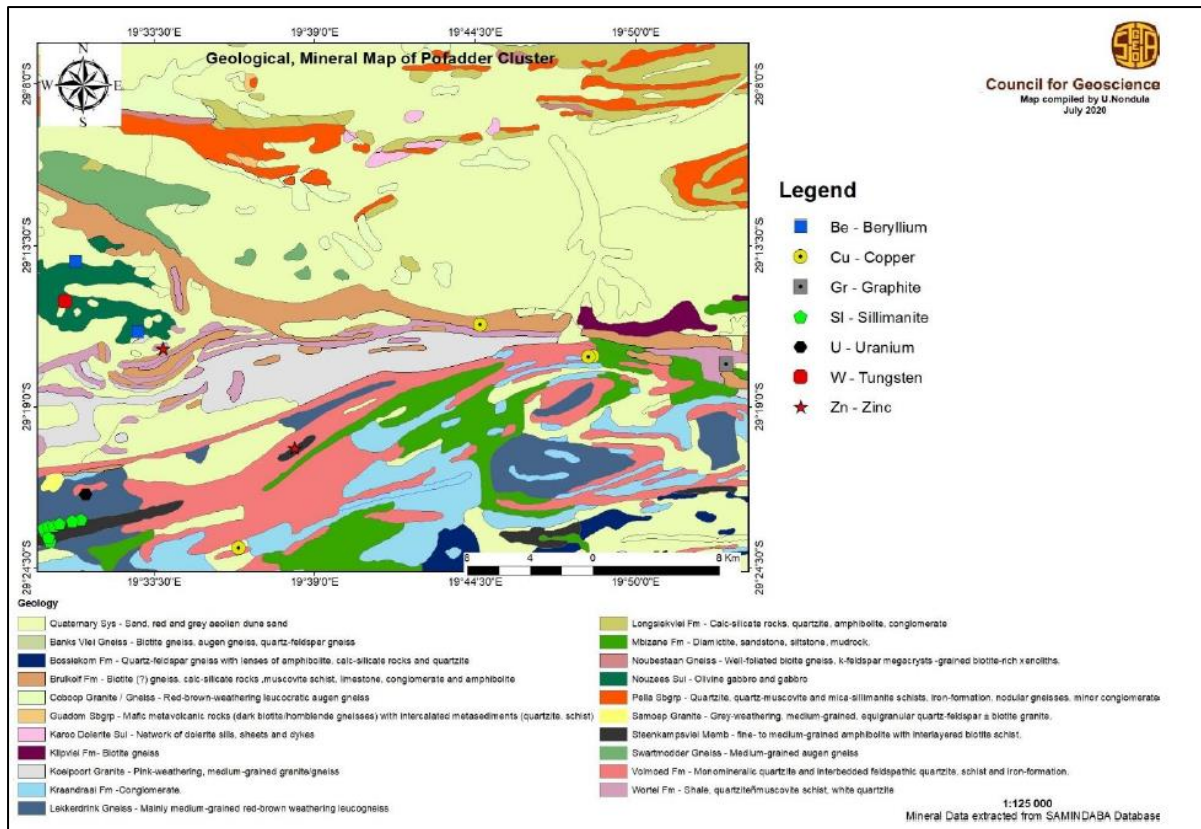 19°33'30"E 19°39'0"E 19°44'30"E 19°50'0"E
Geological, Mineral Map of Pofadder Cluster
N
W E
S
29°8'0"S 29°8'0"S
29°13'30"S 29°13'30"S
29°19'0"S 29°19'0"S
29°24'30"S 29°24'30"S
8 4 0 8 Km
19°33'30"E 19°39'0"E 19°44'30"E 19°50'0"E
Council for Geoscience
Map compiled by U.Nondula
July 2020
Legend
Be - Beryllium
Cu - Copper
Gr - Graphite
Sl - Sillimanite
U - Uranium
W - Tungsten
Zn - Zinc
Geology
Quaternary Sys - Sand, red and grey aeolian dune sand
Banks Vlei Gneiss - Biotite gneiss, augen gneiss, quartz-feldspar gneiss
Bossiekom Fm - Quartz-feldspar gneiss with lenses of amphibolite, calc-silicate rocks and quartzite
Brulkolf Fm - Biotite (?) gneiss, calc-silicate rocks ,muscovite schist, limestone, conglomerate and amphibolite
Coboop Granite / Gneiss - Red-brown-weathering leucocratic augen gneiss
Guadom Sbgrp - Mafic metavolcanic rocks (dark biotite/hornblende gneisses) with intercalated metasediments (quartzite, schist)
Karoo Dolerite Sui - Network of dolerite sills, sheets and dykes
Klipvlei Fm- Biotite gneiss
Koeipoort Granite - Pink-weathering, medium-grained granite/gneiss
Kraandraai Fm -Conglomerate.
Lekkerdrink Gneiss - Mainly medium-grained red-brown weathering leucogneiss
Longsiekvlei Fm - Calc-silicate rocks, quartzite, amphibolite, conglomerate
Mbizane Fm - Diamictite, sandstone, siltstone, mudrock,
Noubestaan Gneiss - Well-foliated bioite gneiss, k-feldspar megacrysts -grained biotite-rich xenoliths.
Nouzees Sui - Olivine gabbro and gabbro
Pella Sbgrp - Quartzite, quartz-muscovite and mica-sillimanite schists, iron-formation, nodular gneisses, minor conglomerate
Samoep Granite - Grey-weathering, medium-grained, equigranular quartz-feldspar ± biotite granite.
Steenkampsvlei Memb - fine- to medium-grained amphibolite with interlayered biotite schist.
Swartmodder Gneiss - Medium-grained augen gneiss
Volmoed Fm - Monomineralic quartzite and interbedded feldspathic quartzite, schist and iron-formation.
Wortel Fm - Shale, quartzite/muscovite schist, white quartzite
1:125 000
Mineral Data extracted from SAMINDABA Database